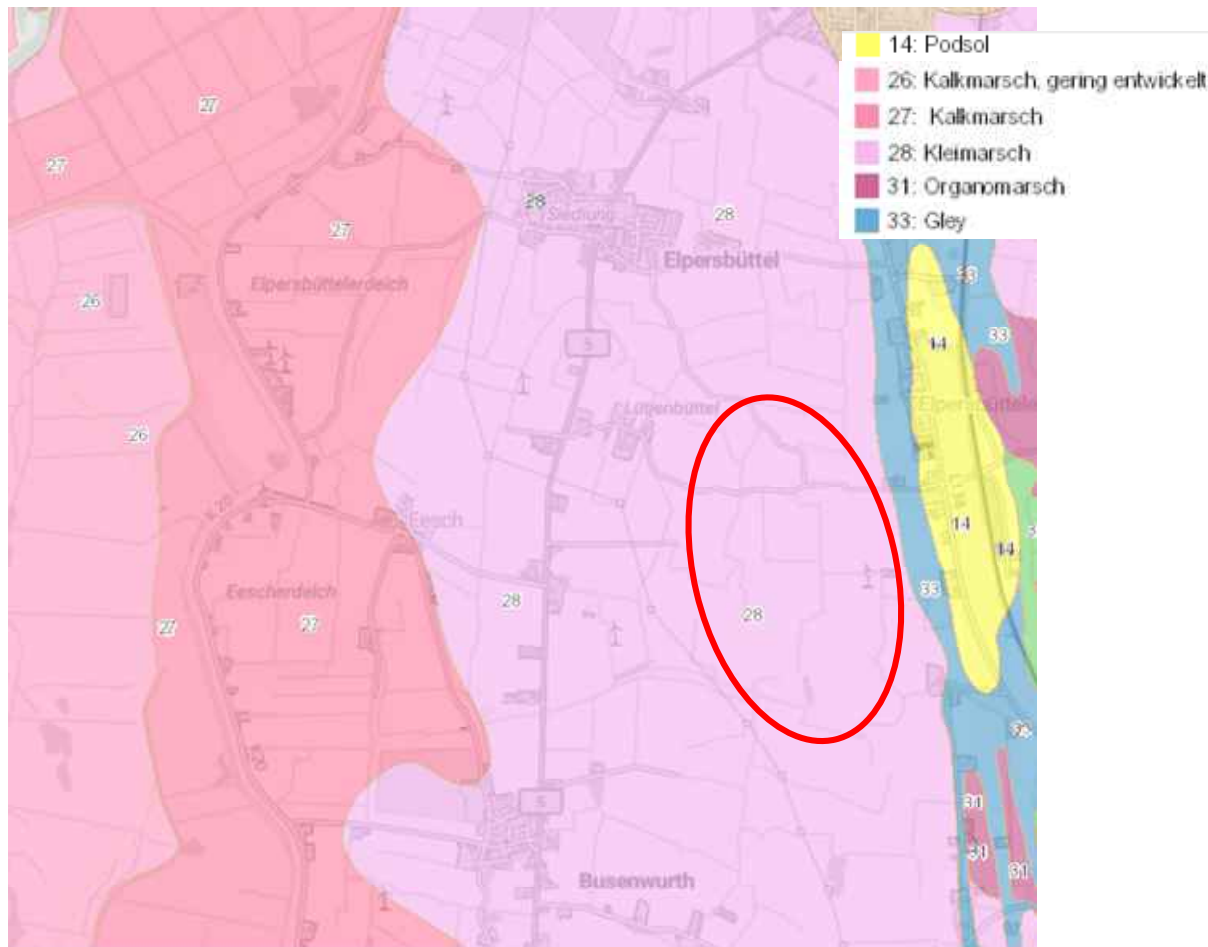 14: Podsol
26: Kalkmarsch, gering entwickelt
27: Kalkmarsch
28: Kleimarsch
31: Organomarsch
33: Gley
27
27
28
Siedlung
28
27
Elpersbüttel
33
Elpersbüttelerdeich
26
33
14
5
Lütjenbüttel
26
K 20
Eesch
14
14
Eescherdeich
33
28
28
27
27
K20
5
31
31
31
Busenwurth